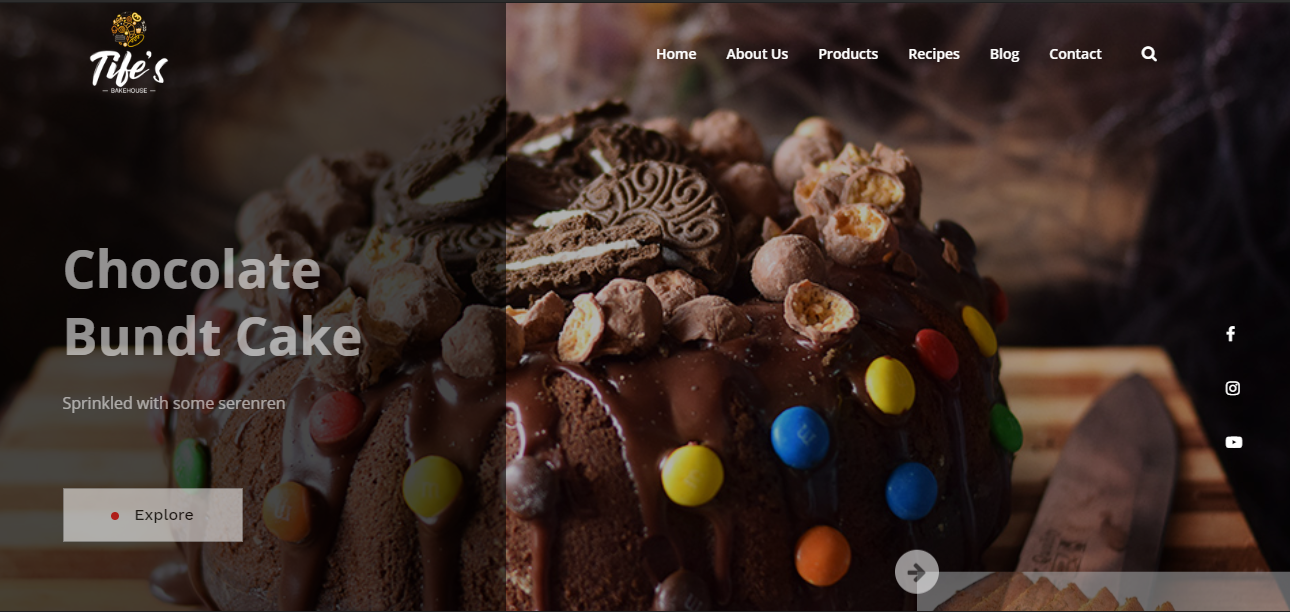 Tife's
BAKEHOUSE
Home About Us Products Recipes Blog Contact
Chocolate
Bundt Cake
Sprinkled with some serenren
Explore